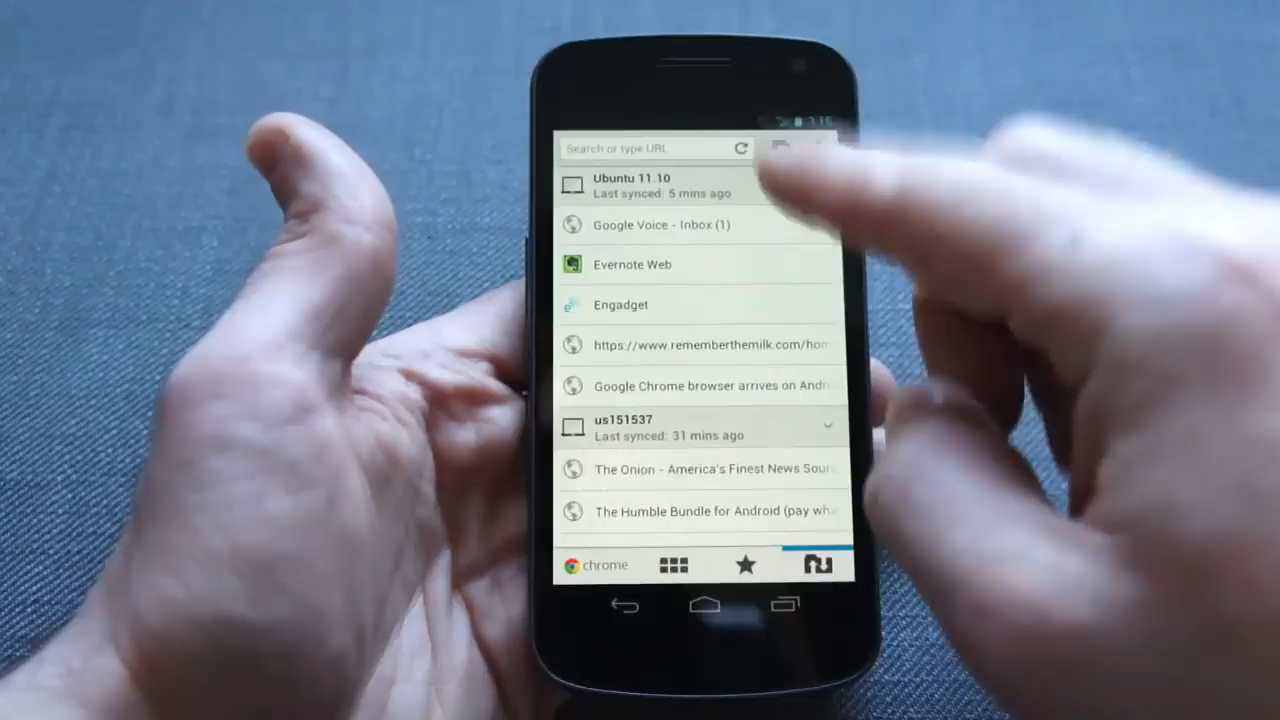 Search or type URL
Ubuntu 11.10
Last synced: 5 mins ago
Google Voice - Inbox (1)
Evernote Web
Engadget
https://www.rememberthemilk.com/hom
Google Chrome browser arrives on Andr
us151537
Last synced: 31 mins ago
The Onion - America's Finest News Sour
The Humble Bundle for Android (pay wha
chrome